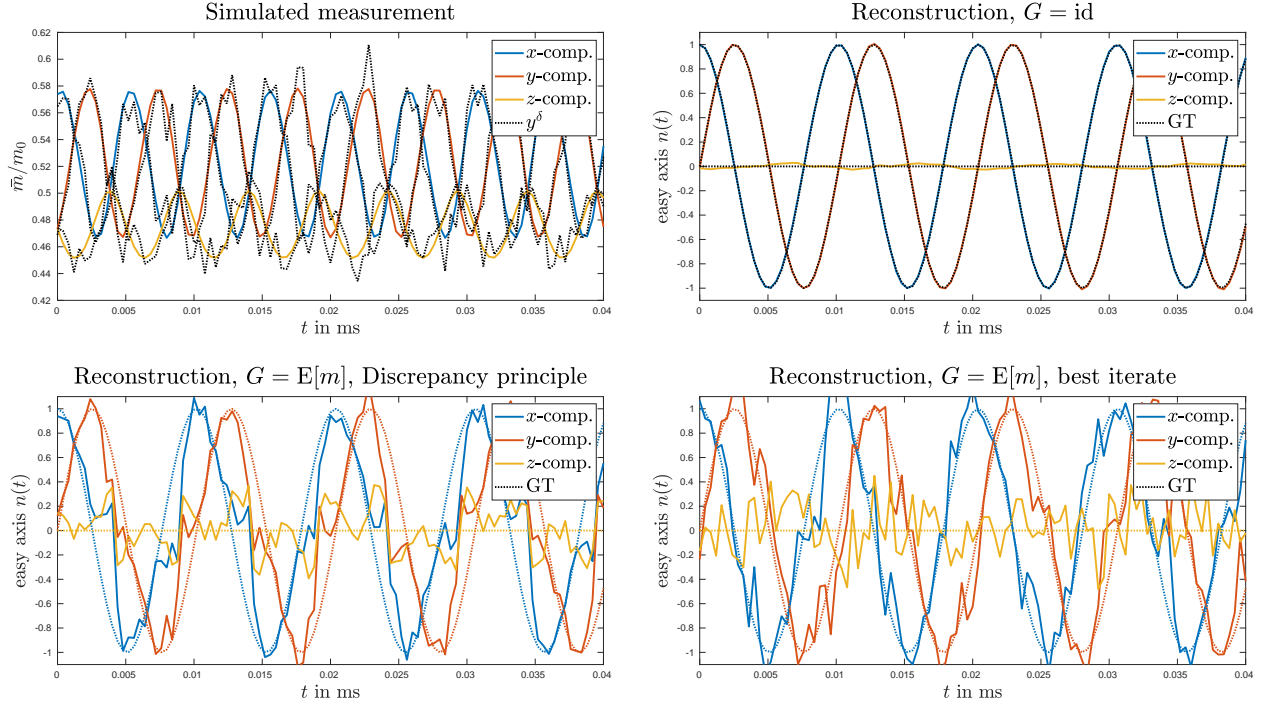 Simulated measurement
0.62
0.6
0.58
0.56
0.54
0.52
0.5
0.48
0.46
0.44
0.42
m̄/m₀
x-comp.
y-comp.
z-comp.
y^δ
0 0.005 0.01 0.015 0.02 0.025 0.03 0.035 0.04
t in ms
Reconstruction, G = id
1
0.8
0.6
0.4
0.2
0
-0.2
-0.4
-0.6
-0.8
-1
easy axis n(t)
x-comp.
y-comp.
z-comp.
GT
0 0.005 0.01 0.015 0.02 0.025 0.03 0.035 0.04
t in ms
Reconstruction, G = E[m], Discrepancy principle
1
0.8
0.6
0.4
0.2
0
-0.2
-0.4
-0.6
-0.8
-1
easy axis n(t)
x-comp.
y-comp.
z-comp.
GT
0 0.005 0.01 0.015 0.02 0.025 0.03 0.035 0.04
t in ms
Reconstruction, G = E[m], best iterate
1
0.8
0.6
0.4
0.2
0
-0.2
-0.4
-0.6
-0.8
-1
easy axis n(t)
x-comp.
y-comp.
z-comp.
GT
0 0.005 0.01 0.015 0.02 0.025 0.03 0.035 0.04
t in ms